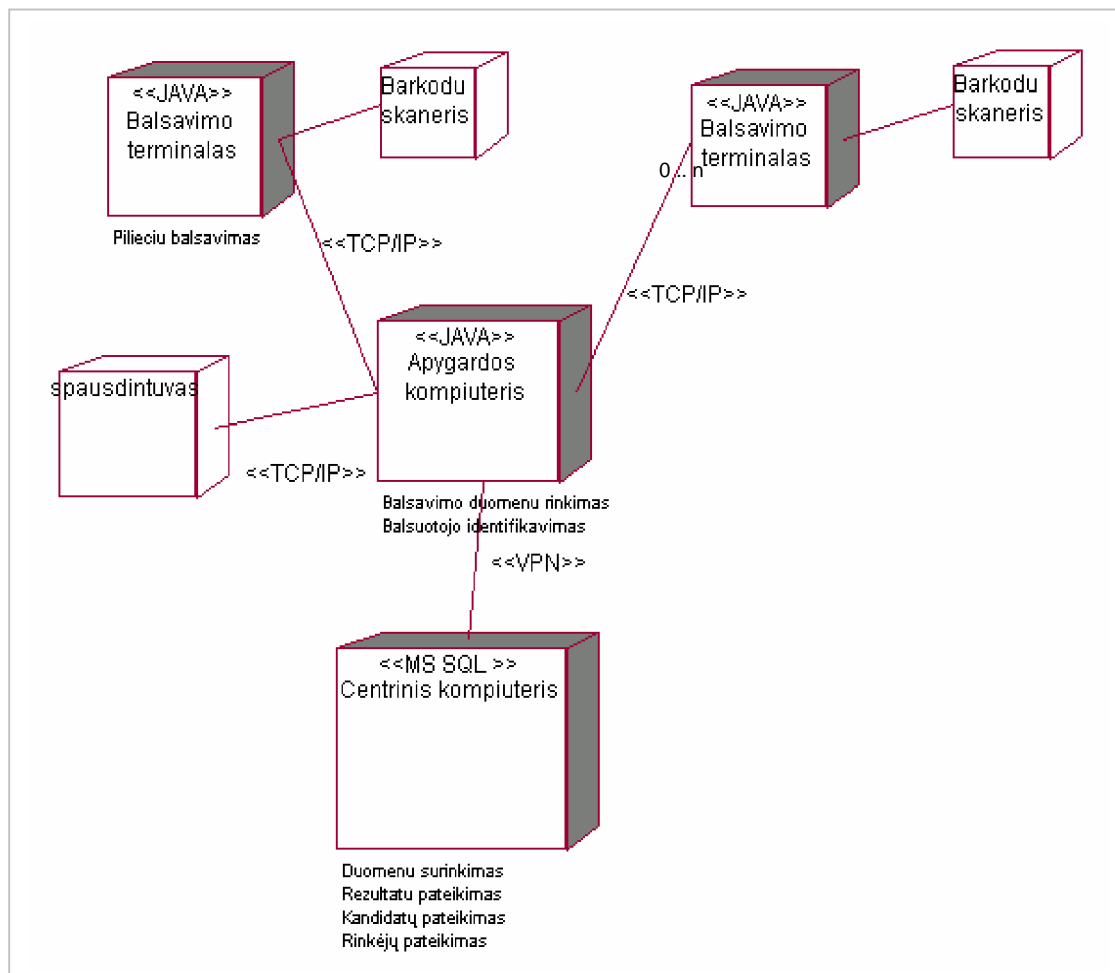 <<JAVA>>
Balsavimo
terminalas
Pilieciu balsavimas
Barkodu
skaneris
<<JAVA>>
Balsavimo
terminalas
0... n
Barkodu
skaneris
<<TCP/IP>>
<<TCP/IP>>
<<JAVA>>
Apygardos
kompiuteris
spausdintuvas
<<TCP/IP>>
Balsavimo duomenu rinkimas
Balsuotojo identifikavimas
<<VPN>>
<<MS SQL >>
Centrinis kompiuteris
Duomenu surinkimas
Rezultatu pateikimas
Kandidatų pateikimas
Rinkėjų pateikimas